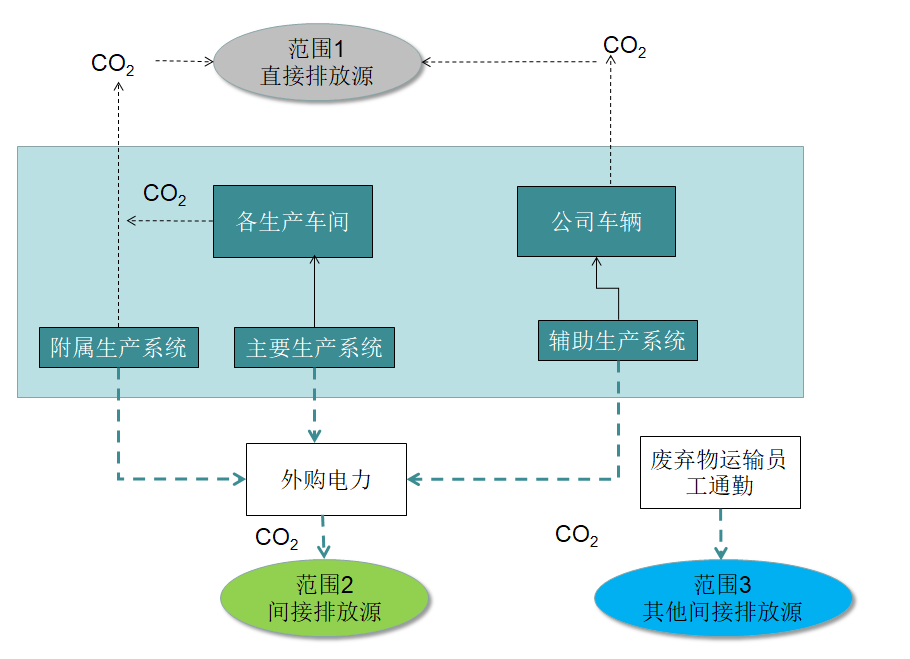 范围1
直接排放源
CO₂
CO₂
CO₂
各生产车间
公司车辆
附属生产系统
主要生产系统
辅助生产系统
外购电力
废弃物运输员
工通勤
CO₂
CO₂
范围2
间接排放源
范围3
其他间接排放源